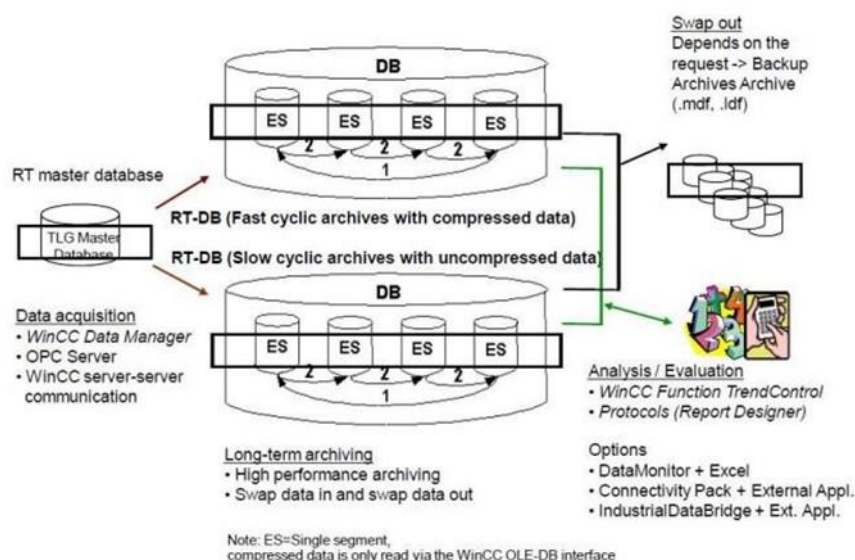 Swap out
Depends on the
request -> Backup
Archives Archive
(.mdf, .ldf)
DB
ES ES ES ES
2 2 2
1
RT master database
TLG Master
Database
RT-DB (Fast cyclic archives with compressed data)
RT-DB (Slow cyclic archives with uncompressed data)
DB
ES ES ES ES
2 2 2
1
Data acquisition
• WinCC Data Manager
• OPC Server
• WinCC server-server
communication
Analysis / Evaluation
• WinCC Function TrendControl
• Protocols (Report Designer)
Options
• DataMonitor + Excel
• Connectivity Pack + External Appl.
• IndustrialDataBridge + Ext. Appl.
Long-term archiving
• High performance archiving
• Swap data in and swap data out
Note: ES=Single segment,
compressed data is only read via the WinCC OLE-DB interface